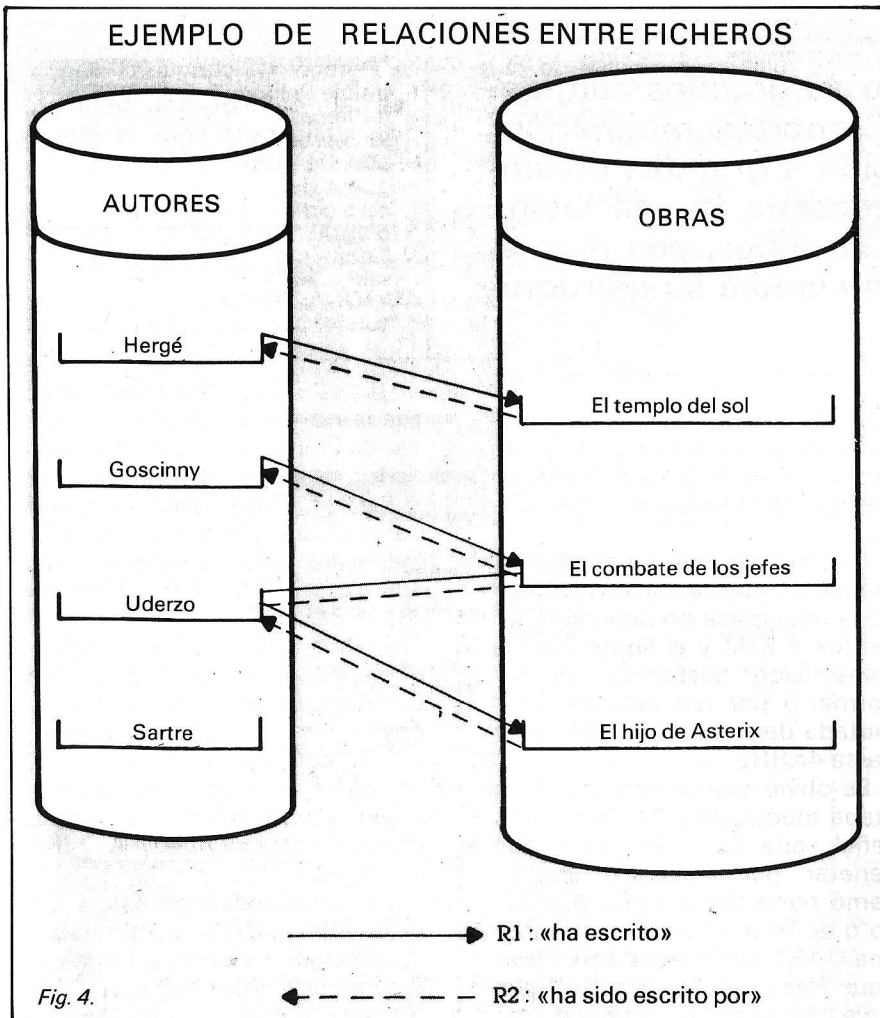 EJEMPLO DE RELACIONES ENTRE FICHEROS
AUTORES
OBRAS
Hergé
El templo del sol
Goscinny
El combate de los jefes
Uderzo
Sartre
El hijo de Asterix
R1 : «ha escrito»
Fig. 4.
R2 : «ha sido escrito por»